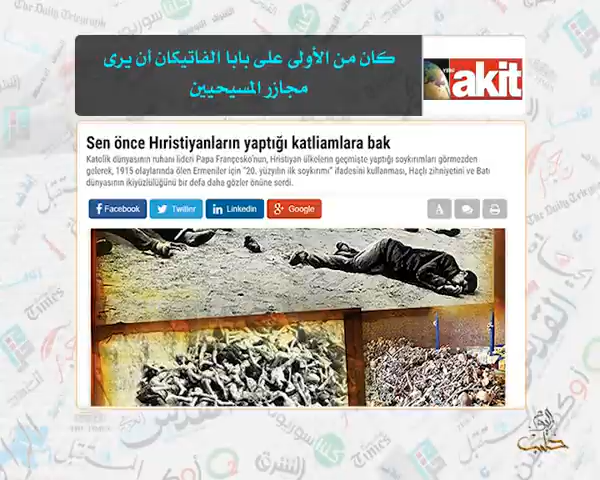 كان من الأولى على بابا الفاتيكان ان يرى
مجازر المسيحيين
akit
Sen önce Hıristiyanların yaptığı katliamlara bak
Katolik dünyasının ruhani lideri Papa Françesko'nun, Hristiyan ülkelerin geçmişte yaptığı soykırımları görmezden
gelerek, 1915 olaylarında ölen Ermeniler için "20. yüzyılın ilk soykırımı" ifadesini kullanması, Haçlı zihniyetini ve Batı
dünyasının ikiyüzlülüğünü bir defa daha gözler önüne serdi.
Facebook Twitter Linkedin Google
A